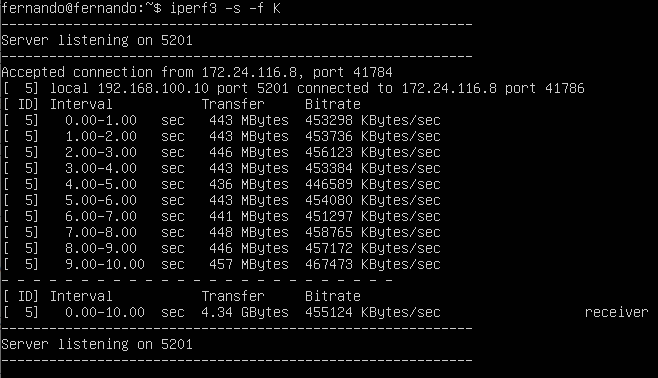 fernando@fernando:~$ iperf3 -s -f K
-----------------------------------------------------------
Server listening on 5201
-----------------------------------------------------------
Accepted connection from 172.24.116.8, port 41784
[  5] local 192.168.100.10 port 5201 connected to 172.24.116.8 port 41786
[ ID] Interval           Transfer     Bitrate
[  5]   0.00-1.00   sec   443 MBytes  453298 KBytes/sec
[  5]   1.00-2.00   sec   443 MBytes  453736 KBytes/sec
[  5]   2.00-3.00   sec   446 MBytes  456123 KBytes/sec
[  5]   3.00-4.00   sec   443 MBytes  453384 KBytes/sec
[  5]   4.00-5.00   sec   436 MBytes  446589 KBytes/sec
[  5]   5.00-6.00   sec   443 MBytes  454080 KBytes/sec
[  5]   6.00-7.00   sec   441 MBytes  451297 KBytes/sec
[  5]   7.00-8.00   sec   448 MBytes  458765 KBytes/sec
[  5]   8.00-9.00   sec   446 MBytes  457172 KBytes/sec
[  5]   9.00-10.00  sec   457 MBytes  467473 KBytes/sec
- - - - - - - - - - - - - - - - - - - - - - - - -
[ ID] Interval           Transfer     Bitrate
[  5]   0.00-10.00  sec  4.34 GBytes  455124 KBytes/sec                  receiver
-----------------------------------------------------------
Server listening on 5201
-----------------------------------------------------------